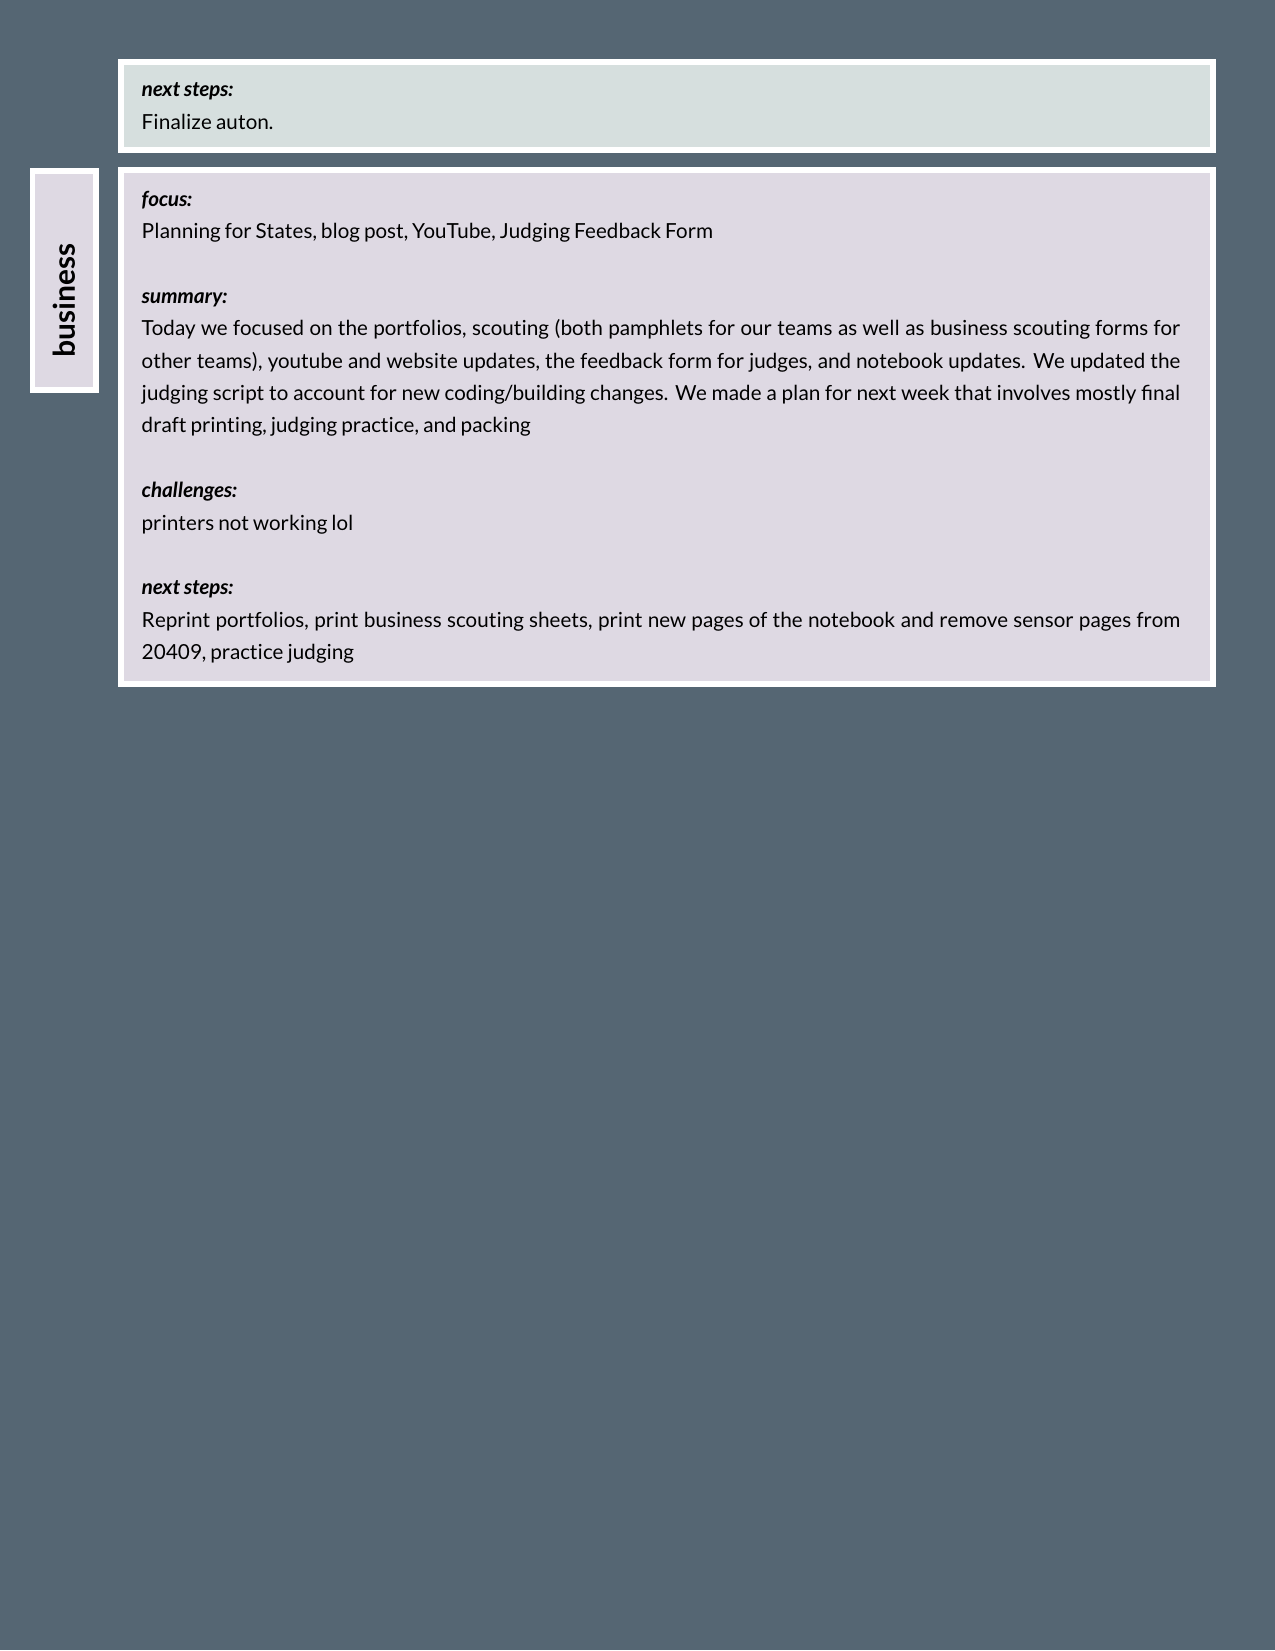 next steps:
Finalize auton.
business
focus:
Planning for States, blog post, YouTube, Judging Feedback Form
summary:
Today we focused on the portfolios, scouting (both pamphlets for our teams as well as business scouting forms for
other teams), youtube and website updates, the feedback form for judges, and notebook updates. We updated the
judging script to account for new coding/building changes. We made a plan for next week that involves mostly final
draft printing, judging practice, and packing
challenges:
printers not working lol
next steps:
Reprint portfolios, print business scouting sheets, print new pages of the notebook and remove sensor pages from
20409, practice judging